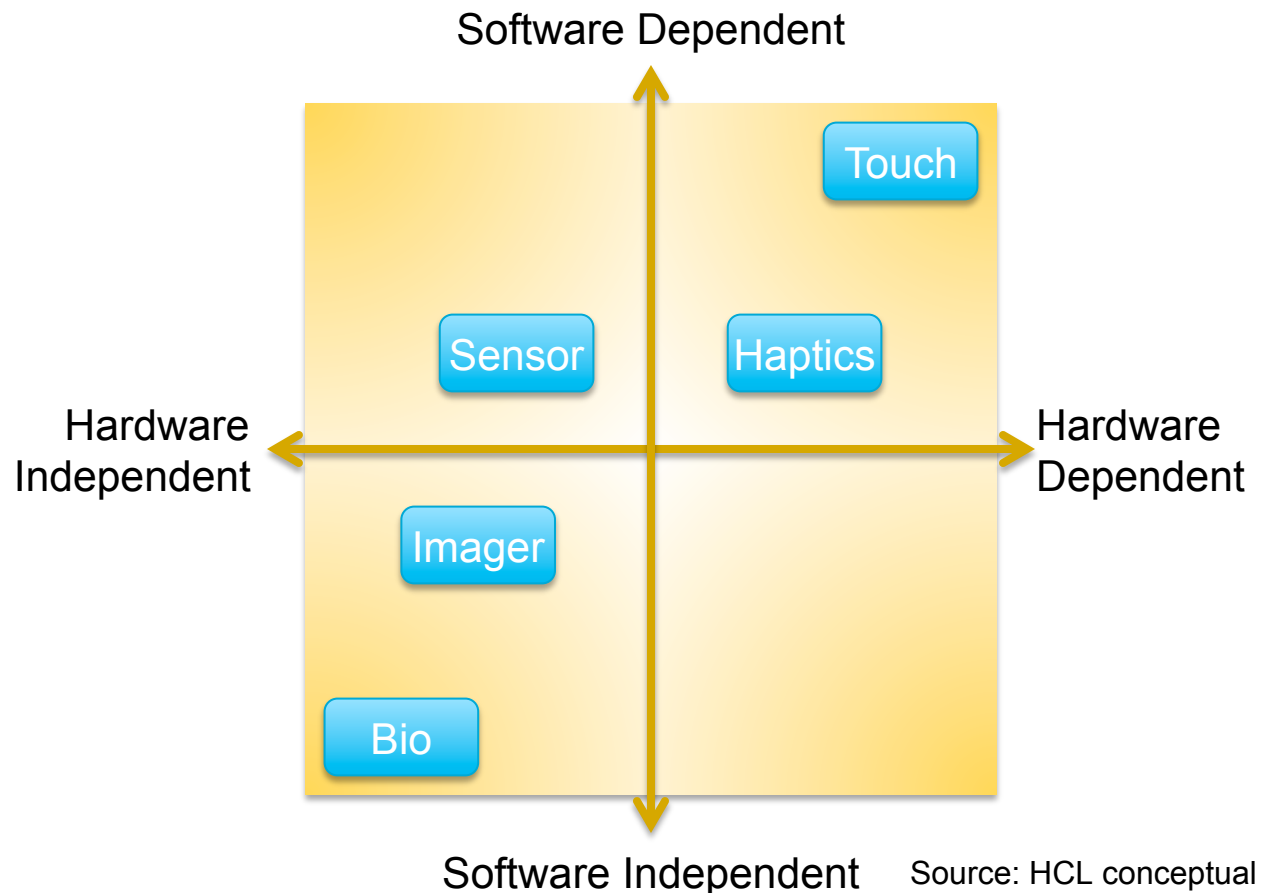 Software Dependent
Touch
Sensor
Haptics
Hardware
Independent
Hardware
Dependent
Imager
Bio
Software Independent
Source: HCL conceptual